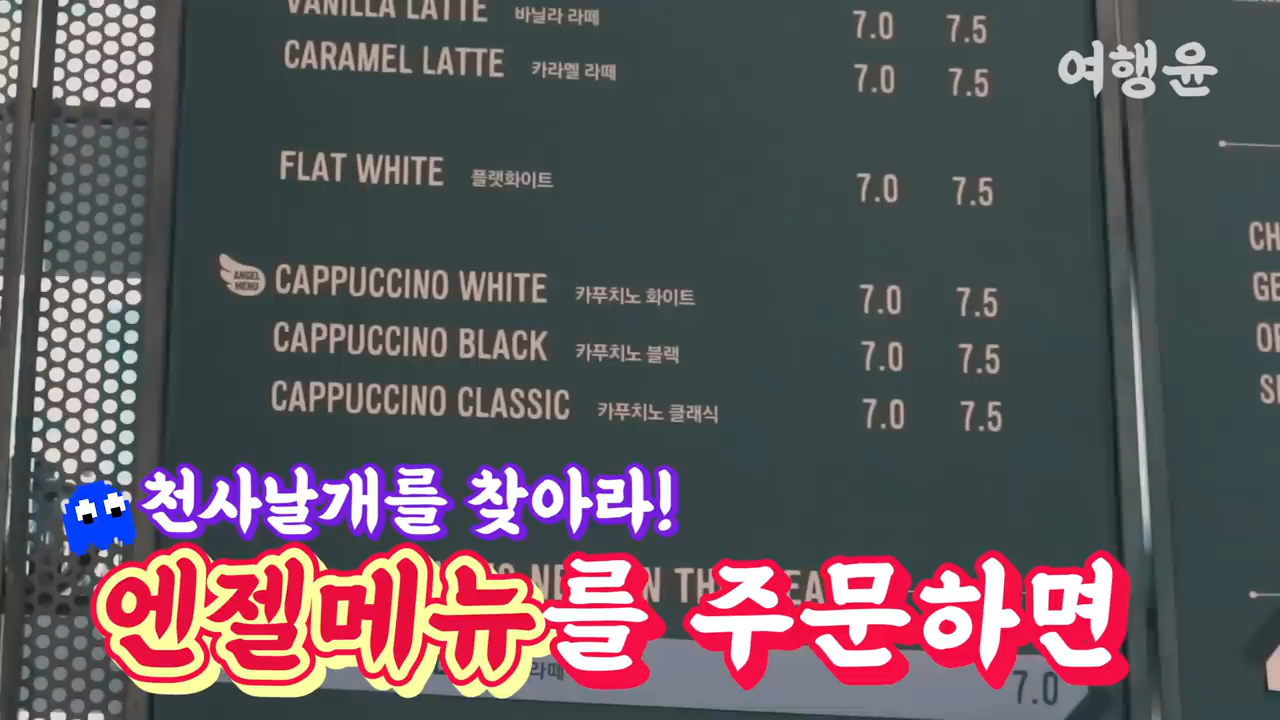 VANILLA LATTE 바닐라 라떼 7.0 7.5
CARAMEL LATTE 카라멜 라떼 7.0 7.5
여행윤
FLAT WHITE 플랫화이트 7.0 7.5
ANGEL MENU
CAPPUCCINO WHITE 카푸치노 화이트 7.0 7.5
CAPPUCCINO BLACK 카푸치노 블랙 7.0 7.5
CAPPUCCINO CLASSIC 카푸치노 클래식 7.0 7.5
천사날개를 찾아라!
엔젤메뉴를 주문하면
라떼 7.0